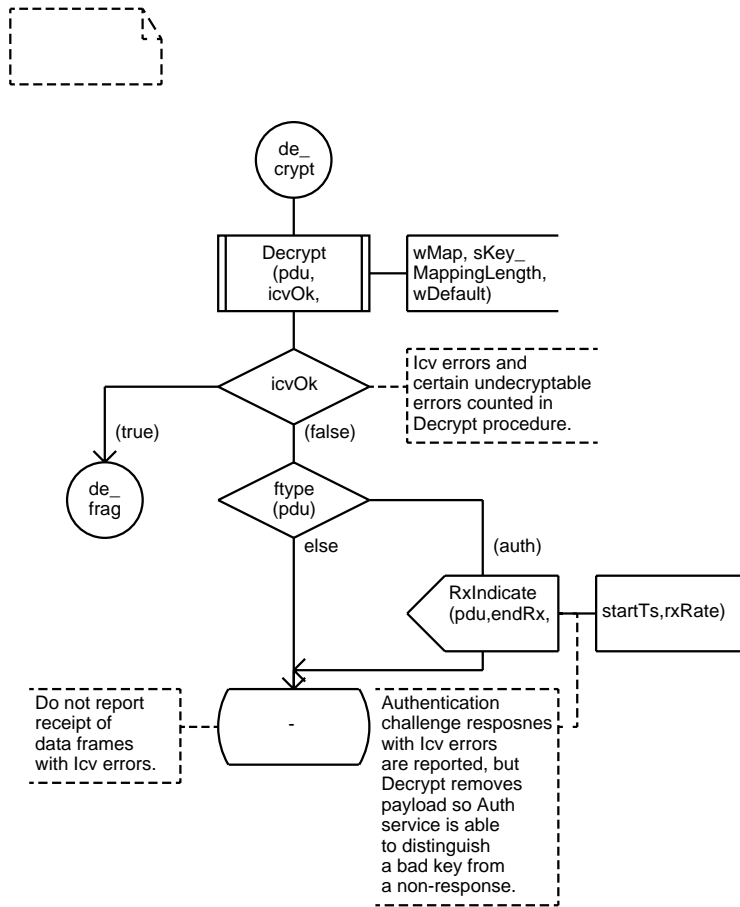 de_
crypt
Decrypt
(pdu,
icvOk,
wMap, sKey_
MappingLength,
wDefault)
icvOk
Icv errors and
certain undecryptable
errors counted in
Decrypt procedure.
(true)
(false)
de_
frag
ftype
(pdu)
else
(auth)
RxIndicate
(pdu,endRx,
startTs,rxRate)
Do not report
receipt of
data frames
with Icv errors.
-
Authentication
challenge resposnes
with Icv errors
are reported, but
Decrypt removes
payload so Auth
service is able
to distinguish
a bad key from
a non-response.